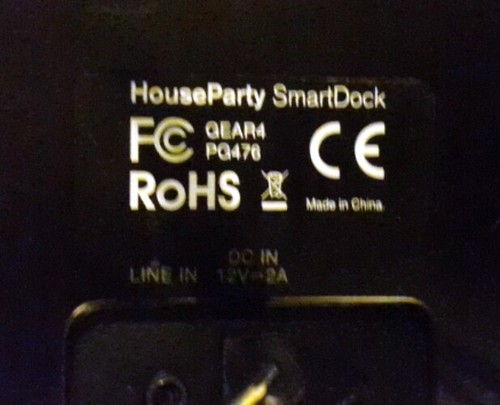 HouseParty SmartDock
FC GEAR4
PG476
CE
RoHS
Made in China
DC IN
LINE IN 12V⎓2A